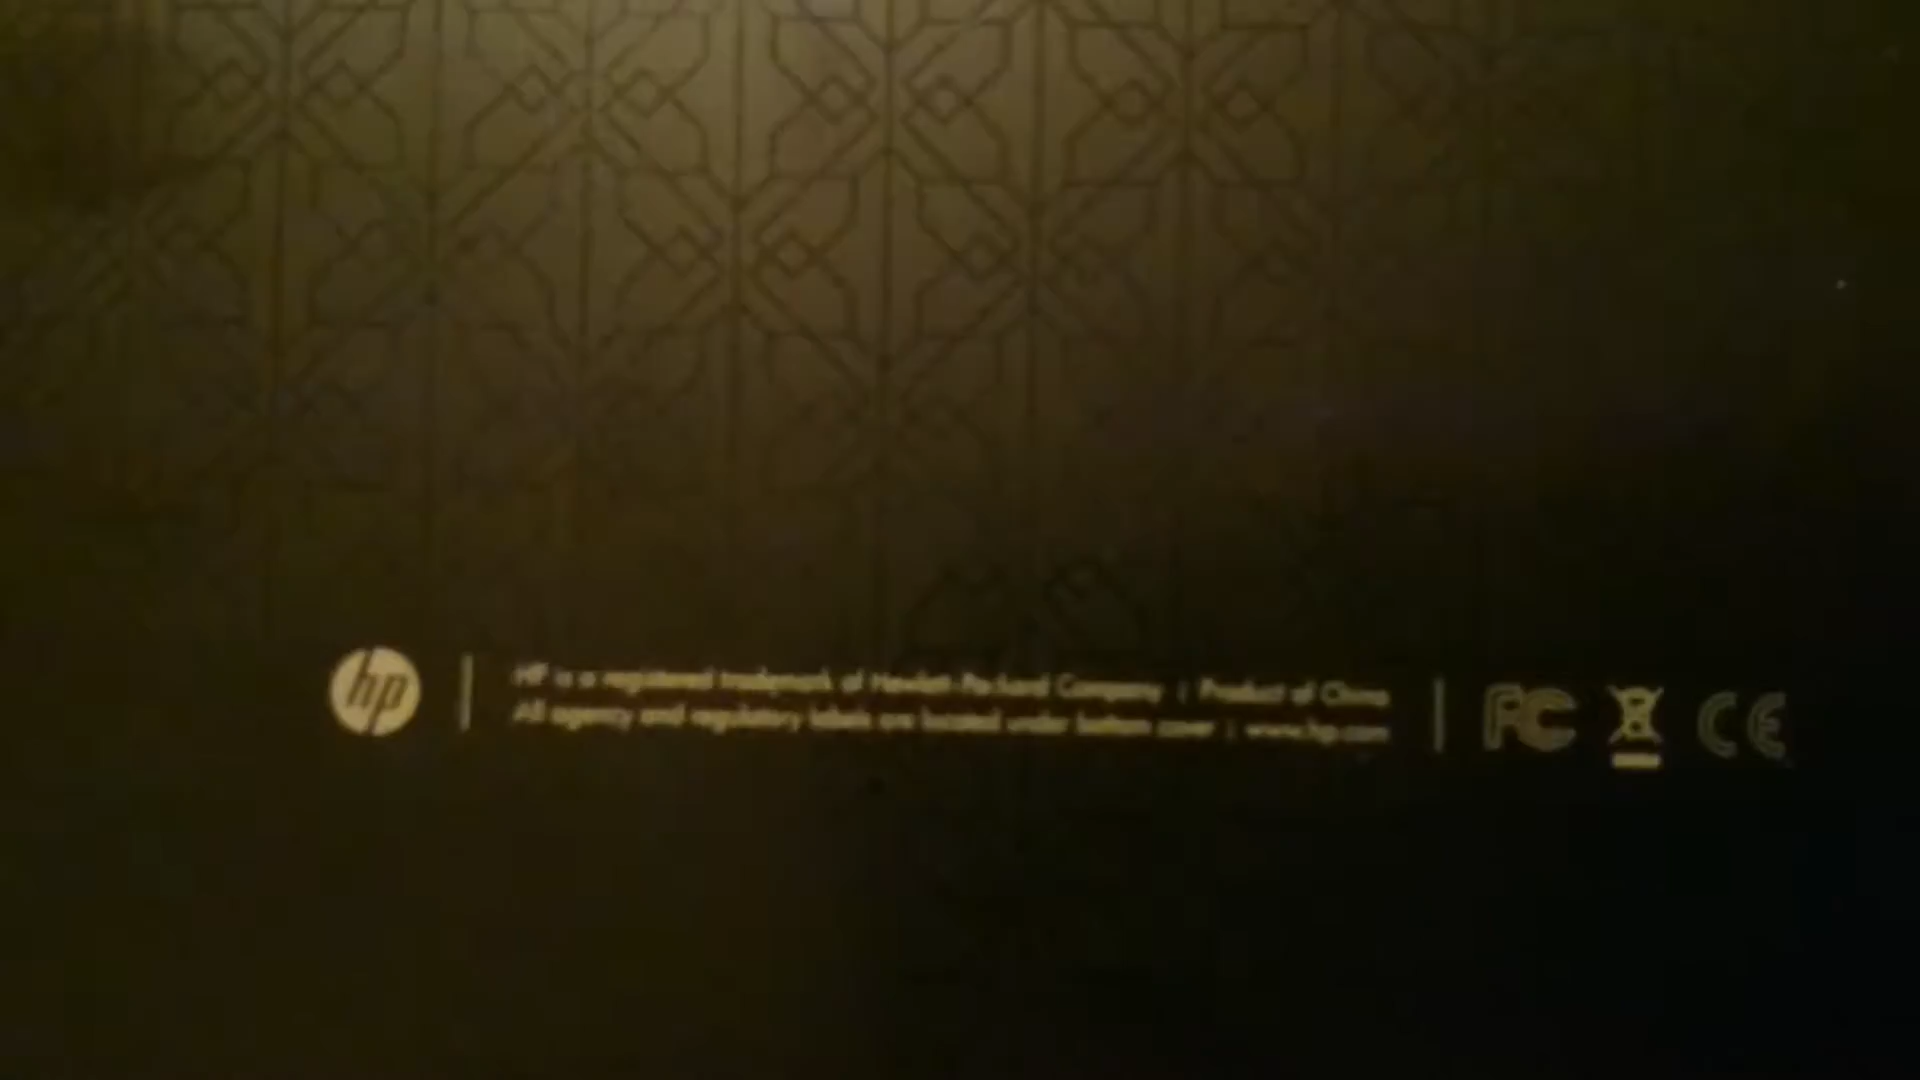 hp
HP is a registered trademark of Hewlett-Packard Company | Product of China
All agency and regulatory labels are located under bottom cover | www.hp.com
FC CE